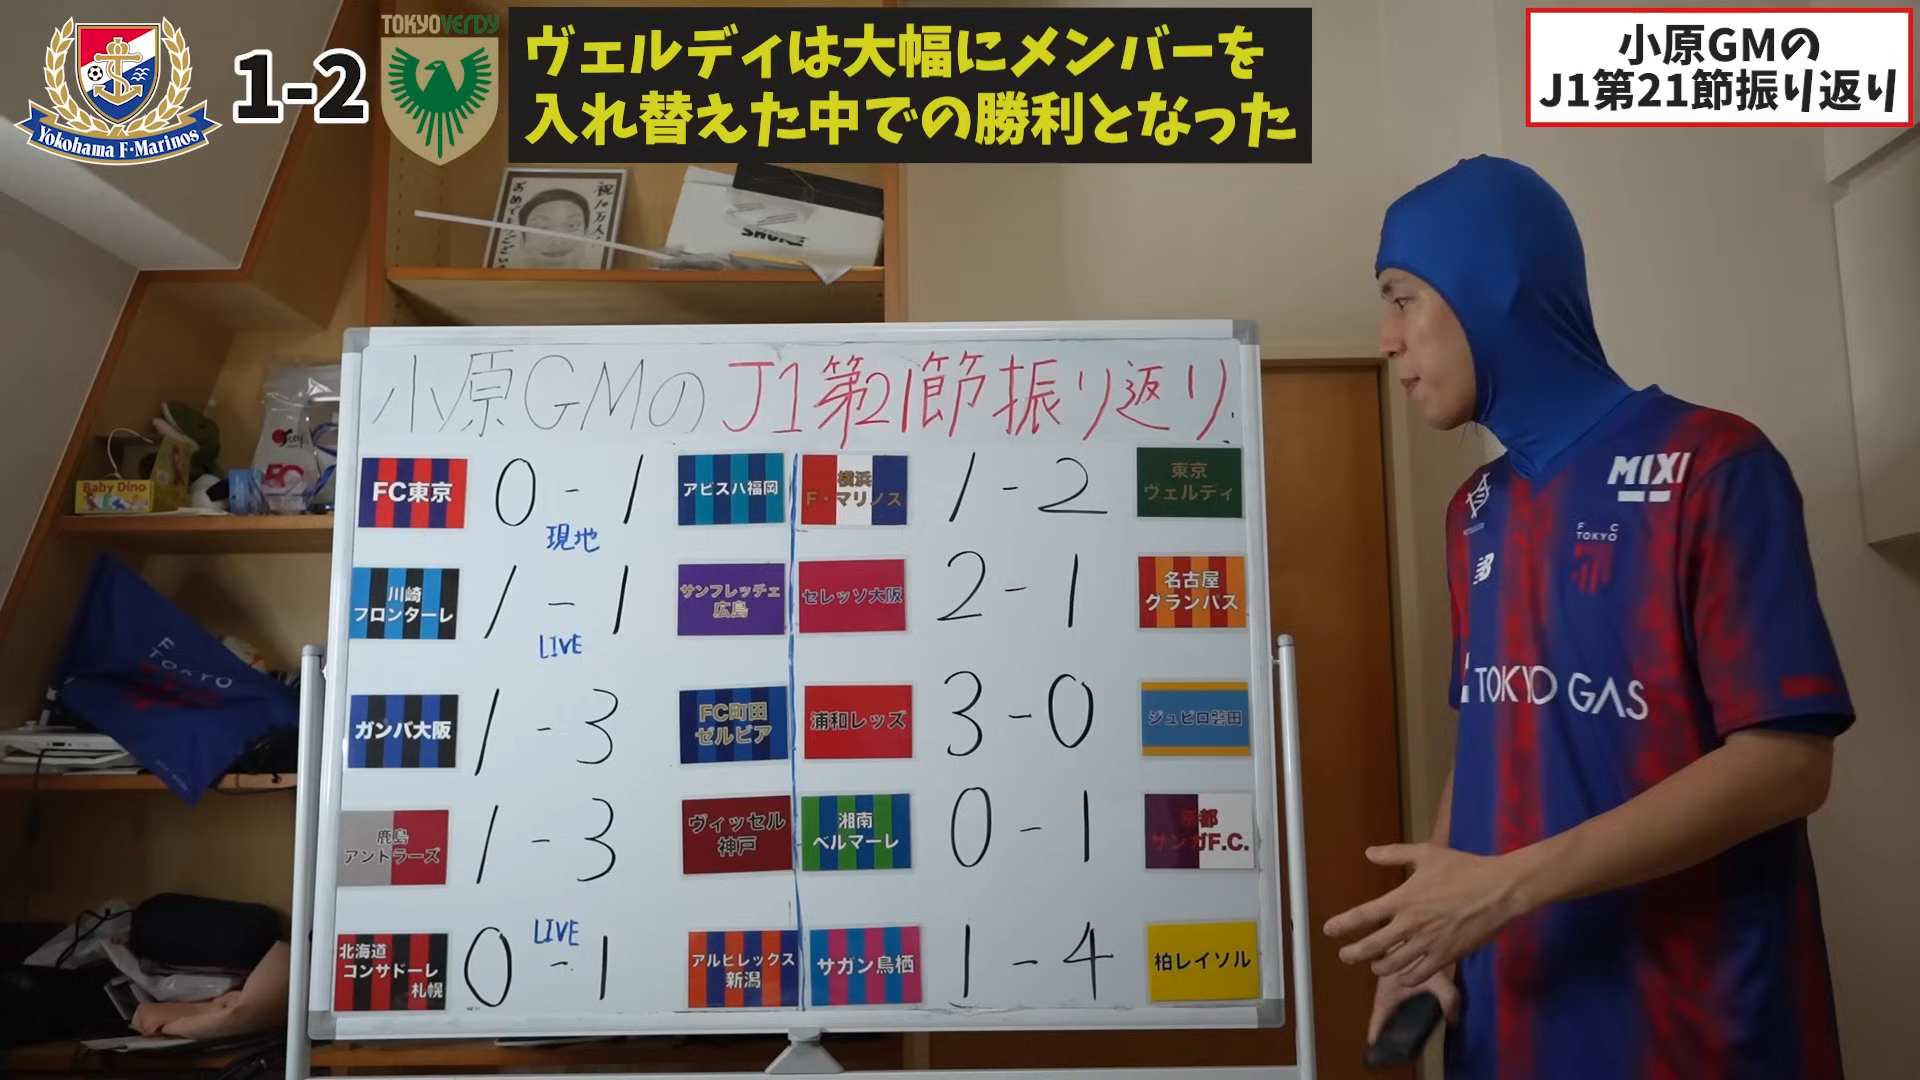 Yokohama F·Marinos
1-2
TOKYO VERDY
ヴェルディは大幅にメンバーを
入れ替えた中での勝利となった
小原GMの
J1第21節振り返り
SHURE
小原GMのJ1第21節振り返り
FC東京
0 - 1
アビスパ福岡
現地
横浜
F・マリノス
1 - 2
東京
ヴェルディ
川崎
フロンターレ
1 - 1
サンフレッチェ
広島
LIVE
セレッソ大阪
2 - 1
名古屋
グランパス
ガンバ大阪
1 - 3
FC町田
ゼルビア
浦和レッズ
3 - 0
ジュビロ磐田
鹿島
アントラーズ
1 - 3
ヴィッセル
神戸
湘南
ベルマーレ
0 - 1
京都
サンガF.C.
LIVE
北海道
コンサドーレ
札幌
0 - 1
アルビレックス
新潟
サガン鳥栖
1 - 4
柏レイソル
Baby Dino
50
F C
TOKYO
MIXI
F C
TOKYO
TOKYO GAS